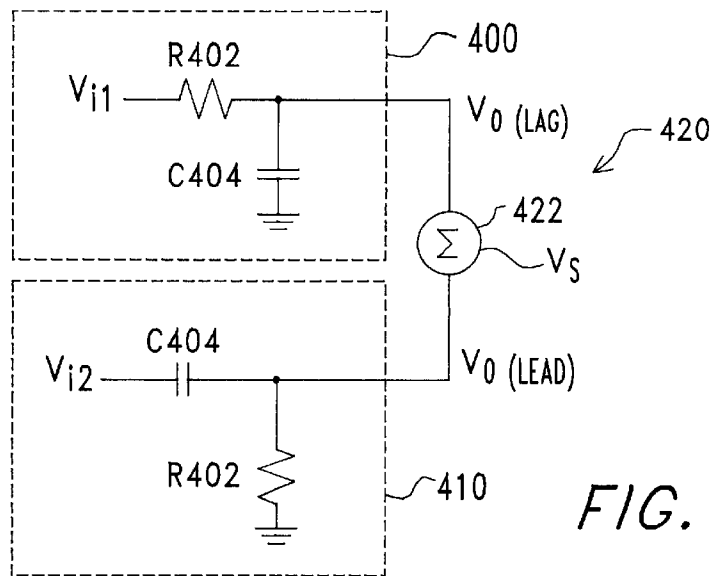 400
R402
Vi1
V0 (LAG)
420
C404
422
Σ
VS
C404
Vi2
V0 (LEAD)
R402
410
FIG.